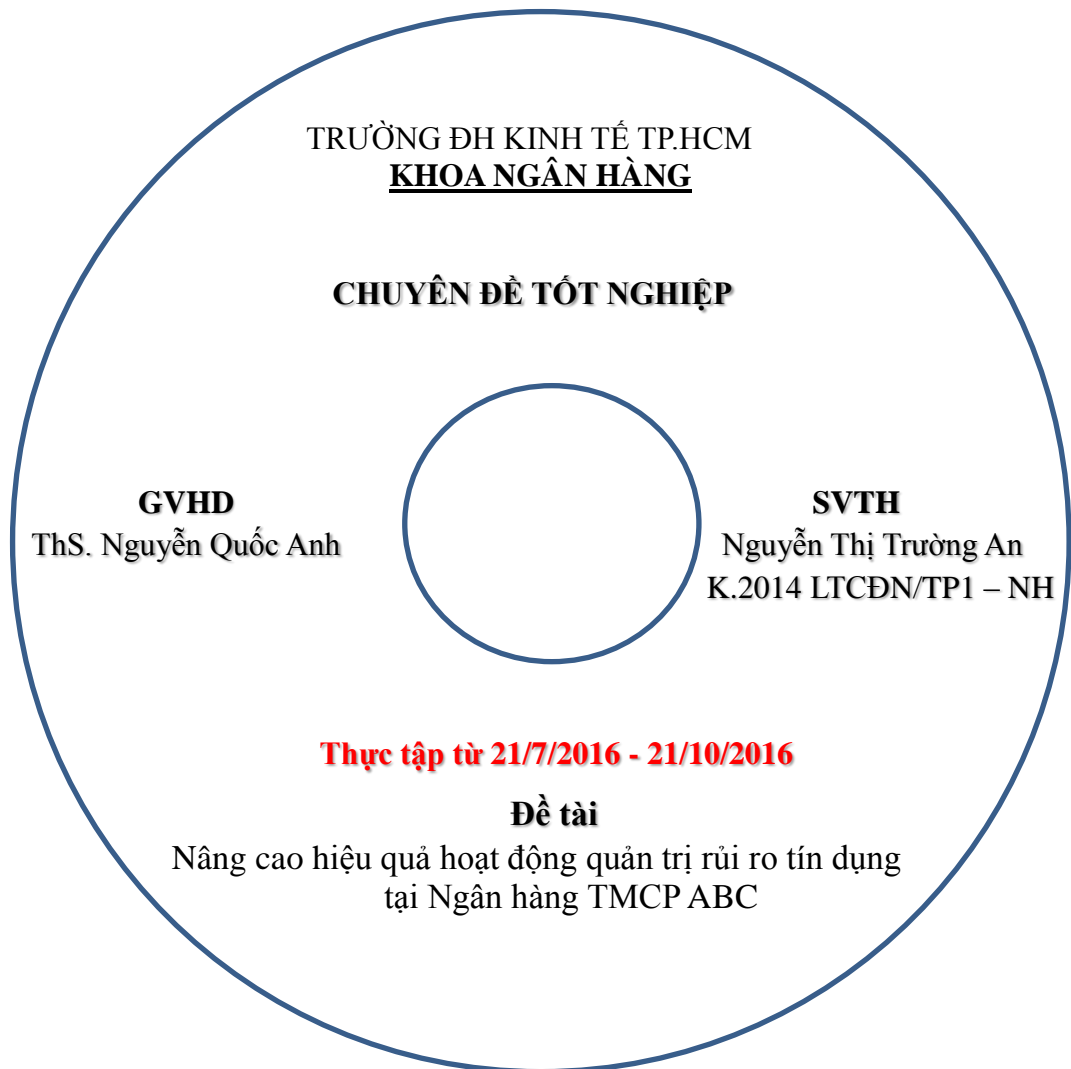 TRƯỜNG ĐH KINH TẾ TP.HCM
KHOA NGÂN HÀNG
CHUYÊN ĐỀ TỐT NGHIỆP
GVHD
ThS. Nguyễn Quốc Anh
SVTH
Nguyễn Thị Trường An
K.2014 LTCĐN/TP1 – NH
Thực tập từ 21/7/2016 - 21/10/2016
Đề tài
Nâng cao hiệu quả hoạt động quản trị rủi ro tín dụng
tại Ngân hàng TMCP ABC